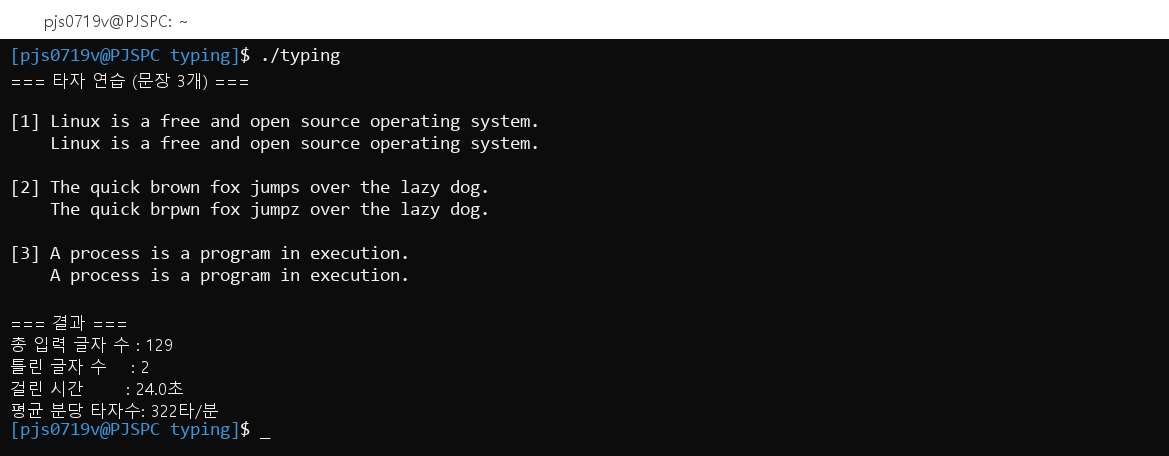 pjs0719v@PJSPC: ~
[pjs0719v@PJSPC typing]$ ./typing
=== 타자 연습 (문장 3개) ===
[1] Linux is a free and open source operating system.
Linux is a free and open source operating system.
[2] The quick brown fox jumps over the lazy dog.
The quick brpwn fox jumpz over the lazy dog.
[3] A process is a program in execution.
A process is a program in execution.
=== 결과 ===
총 입력 글자 수 : 129
틀린 글자 수 : 2
걸린 시간 : 24.0초
평균 분당 타자수: 322타/분
[pjs0719v@PJSPC typing]$ _